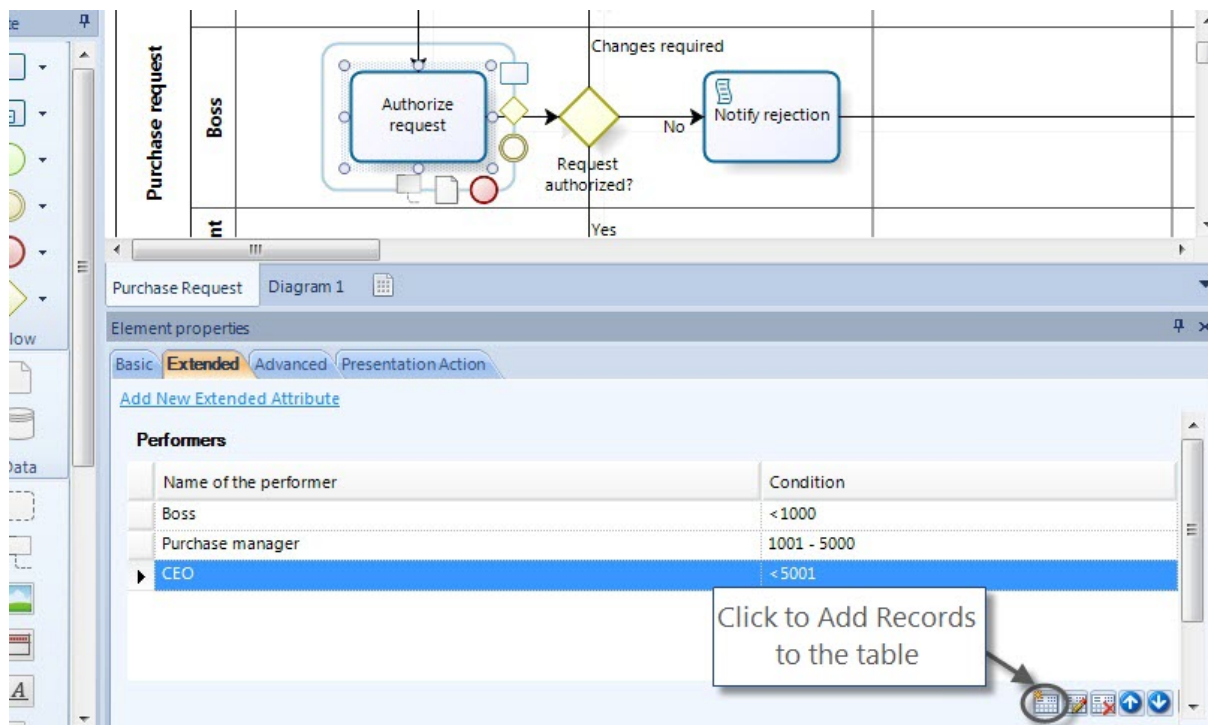 te
Changes required
Purchase request
Boss
Authorize
request
No
Notify rejection
Request
authorized?
nt
Yes
Purchase Request
Diagram 1
Element properties
low
Basic
Extended
Advanced
Presentation Action
Add New Extended Attribute
Performers
Data
Name of the performer
Condition
Boss
<1000
Purchase manager
1001 - 5000
CEO
<5001
Click to Add Records
to the table
A